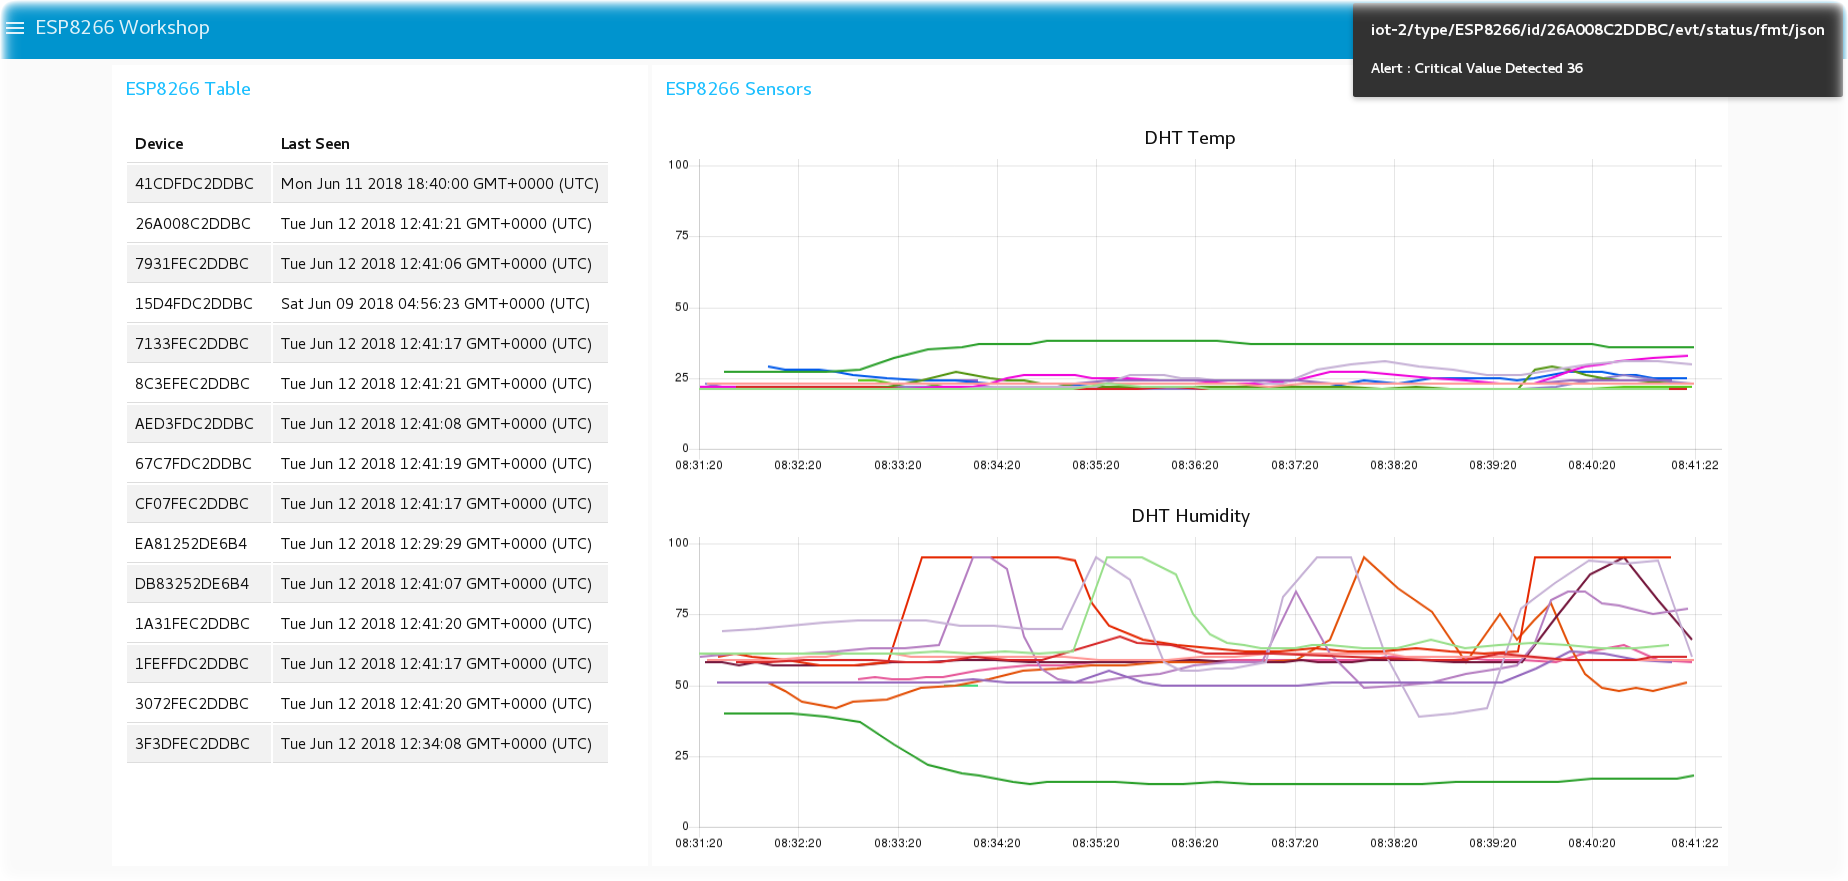 ESP8266 Workshop
iot-2/type/ESP8266/id/26A008C2DDBC/evt/status/fmt/json
Alert : Critical Value Detected 36
ESP8266 Table
Device Last Seen
41CDFDC2DDBC Mon Jun 11 2018 18:40:00 GMT+0000 (UTC)
26A008C2DDBC Tue Jun 12 2018 12:41:21 GMT+0000 (UTC)
7931FEC2DDBC Tue Jun 12 2018 12:41:06 GMT+0000 (UTC)
15D4FDC2DDBC Sat Jun 09 2018 04:56:23 GMT+0000 (UTC)
7133FEC2DDBC Tue Jun 12 2018 12:41:17 GMT+0000 (UTC)
8C3EFEC2DDBC Tue Jun 12 2018 12:41:21 GMT+0000 (UTC)
AED3FDC2DDBC Tue Jun 12 2018 12:41:08 GMT+0000 (UTC)
67C7FDC2DDBC Tue Jun 12 2018 12:41:19 GMT+0000 (UTC)
CF07FEC2DDBC Tue Jun 12 2018 12:41:17 GMT+0000 (UTC)
EA81252DE6B4 Tue Jun 12 2018 12:29:29 GMT+0000 (UTC)
DB83252DE6B4 Tue Jun 12 2018 12:41:07 GMT+0000 (UTC)
1A31FEC2DDBC Tue Jun 12 2018 12:41:20 GMT+0000 (UTC)
1FEFFDC2DDBC Tue Jun 12 2018 12:41:17 GMT+0000 (UTC)
3072FEC2DDBC Tue Jun 12 2018 12:41:20 GMT+0000 (UTC)
3F3DFEC2DDBC Tue Jun 12 2018 12:34:08 GMT+0000 (UTC)
ESP8266 Sensors
DHT Temp
100
75
50
25
0
08:31:20 08:32:20 08:33:20 08:34:20 08:35:20 08:36:20 08:37:20 08:38:20 08:39:20 08:40:20 08:41:22
DHT Humidity
100
75
50
25
0
08:31:20 08:32:20 08:33:20 08:34:20 08:35:20 08:36:20 08:37:20 08:38:20 08:39:20 08:40:20 08:41:22